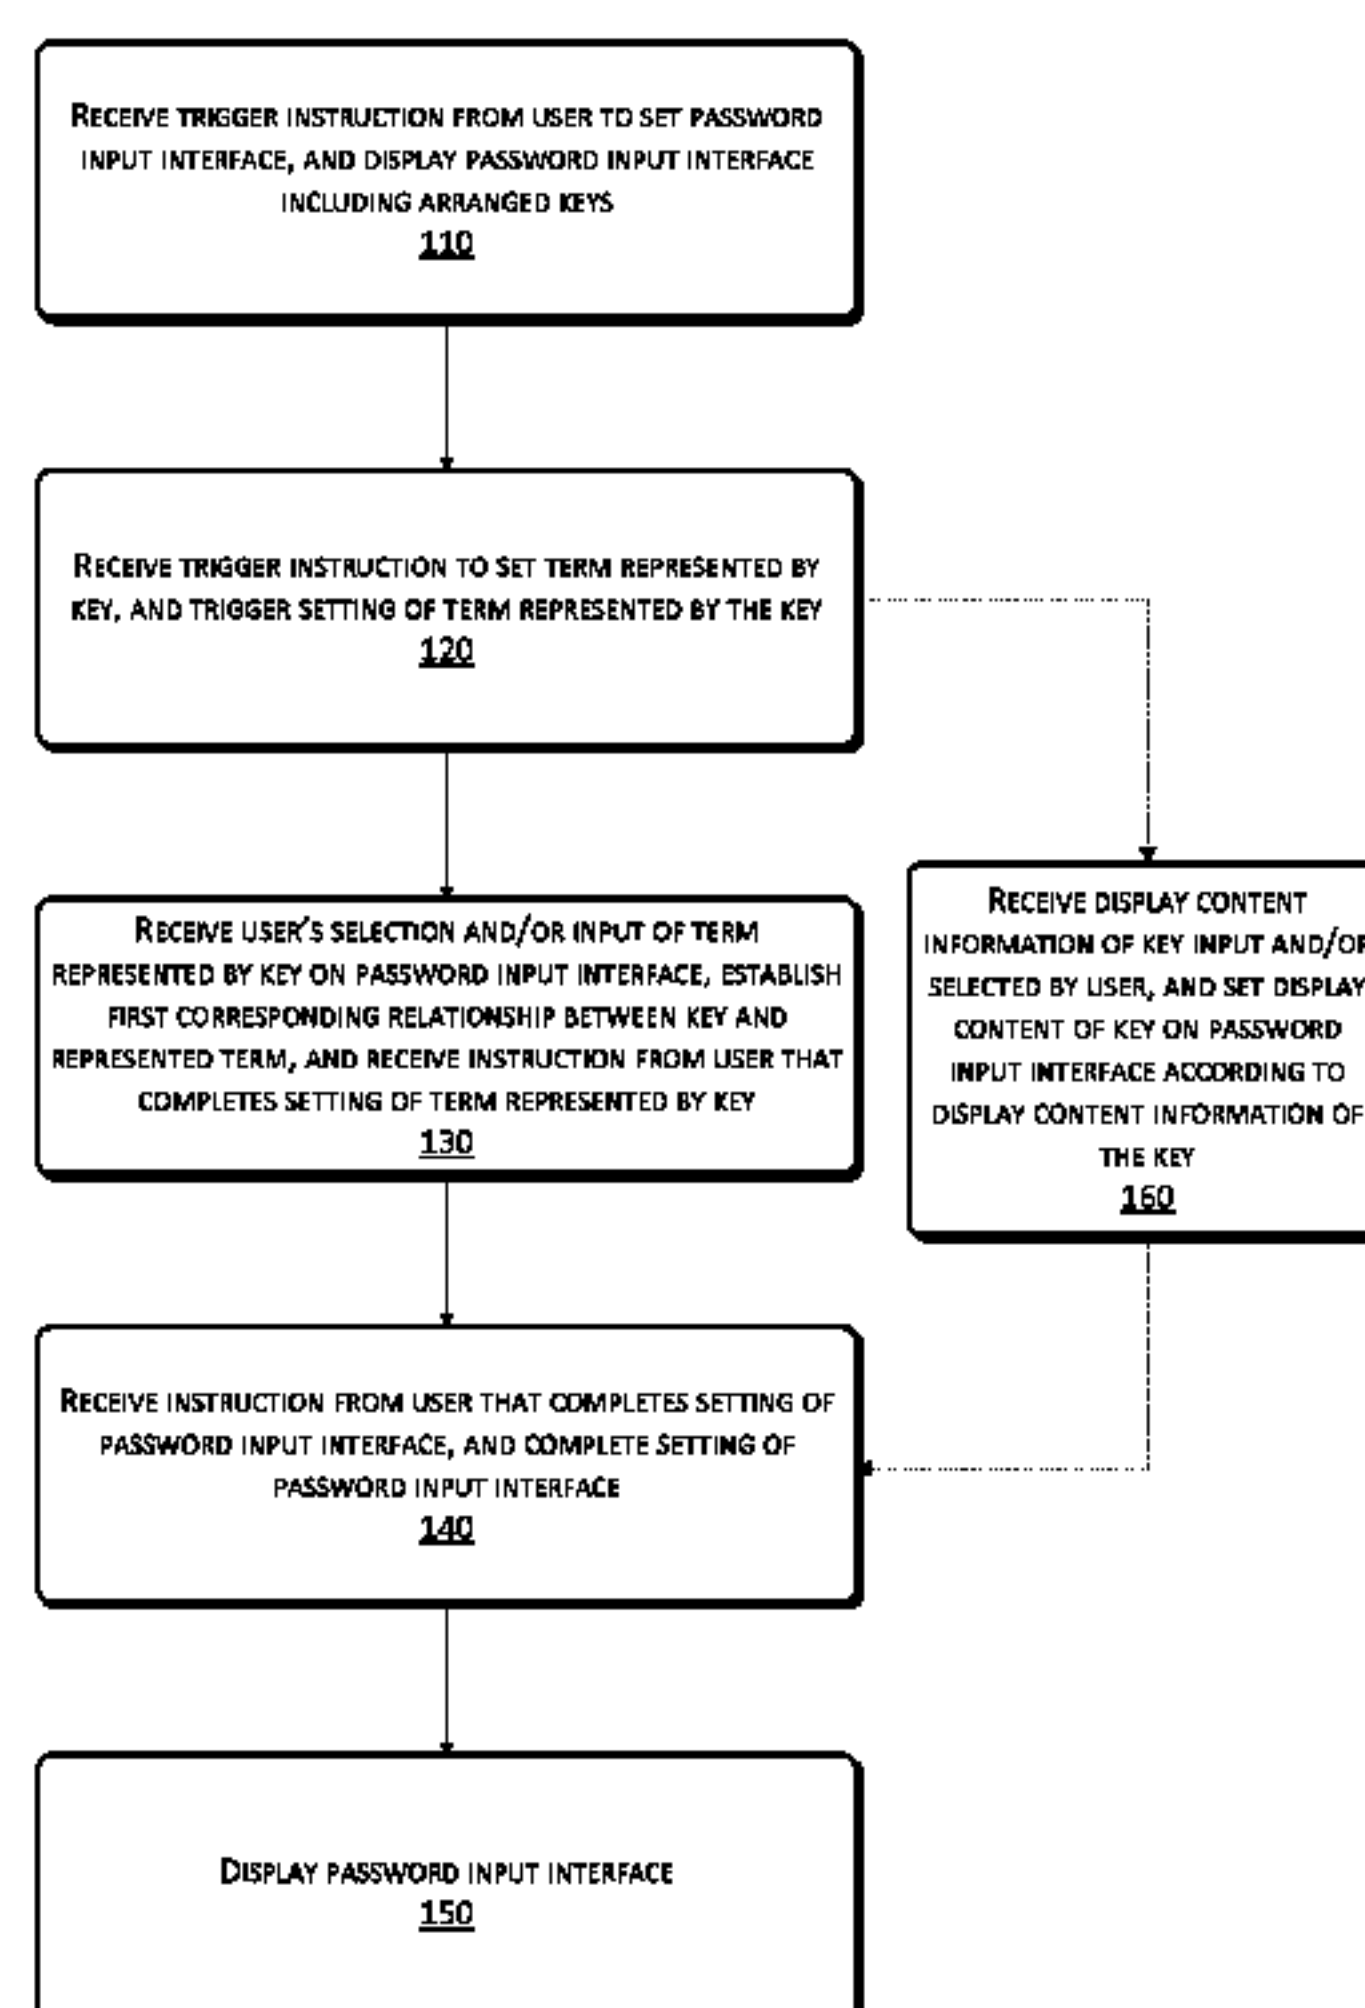 RECEIVE TRIGGER INSTRUCTION FROM USER TO SET PASSWORD
INPUT INTERFACE, AND DISPLAY PASSWORD INPUT INTERFACE
INCLUDING ARRANGED KEYS
110
RECEIVE TRIGGER INSTRUCTION TO SET TERM REPRESENTED BY
KEY, AND TRIGGER SETTING OF TERM REPRESENTED BY THE KEY
120
RECEIVE USER'S SELECTION AND/OR INPUT OF TERM
REPRESENTED BY KEY ON PASSWORD INPUT INTERFACE, ESTABLISH
FIRST CORRESPONDING RELATIONSHIP BETWEEN KEY AND
REPRESENTED TERM, AND RECEIVE INSTRUCTION FROM USER THAT
COMPLETES SETTING OF TERM REPRESENTED BY KEY
130
RECEIVE DISPLAY CONTENT
INFORMATION OF KEY INPUT AND/OR
SELECTED BY USER, AND SET DISPLAY
CONTENT OF KEY ON PASSWORD
INPUT INTERFACE ACCORDING TO
DISPLAY CONTENT INFORMATION OF
THE KEY
160
RECEIVE INSTRUCTION FROM USER THAT COMPLETES SETTING OF
PASSWORD INPUT INTERFACE, AND COMPLETE SETTING OF
PASSWORD INPUT INTERFACE
140
DISPLAY PASSWORD INPUT INTERFACE
150